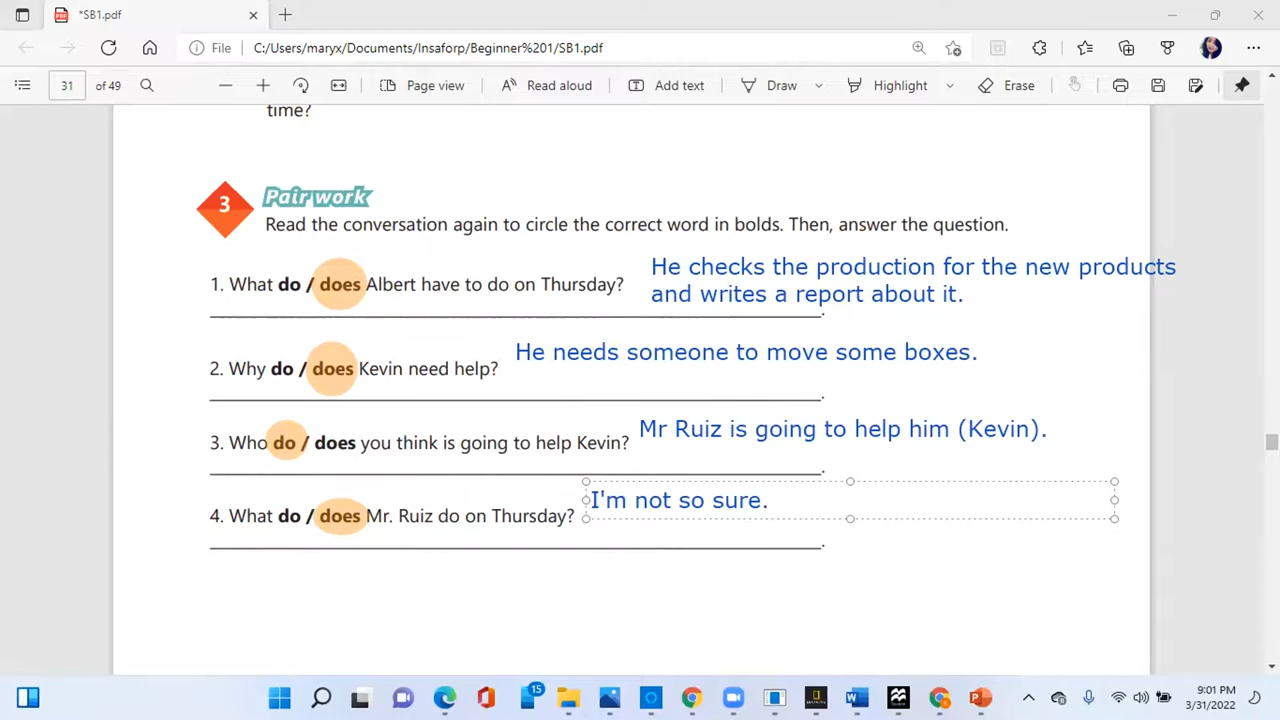 *SB1.pdf
File
C:/Users/maryx/Documents/Insaforp/Beginner%201/SB1.pdf
31 of 49
Page view
Read aloud
Add text
Draw
Highlight
Erase
time?
3
Pair work
Read the conversation again to circle the correct word in bolds. Then, answer the question.
1. What do / does Albert have to do on Thursday?
He checks the production for the new products
and writes a report about it.
2. Why do / does Kevin need help?
He needs someone to move some boxes.
3. Who do / does you think is going to help Kevin?
Mr Ruiz is going to help him (Kevin).
4. What do / does Mr. Ruiz do on Thursday?
I'm not so sure.
15
9:01 PM
3/31/2022